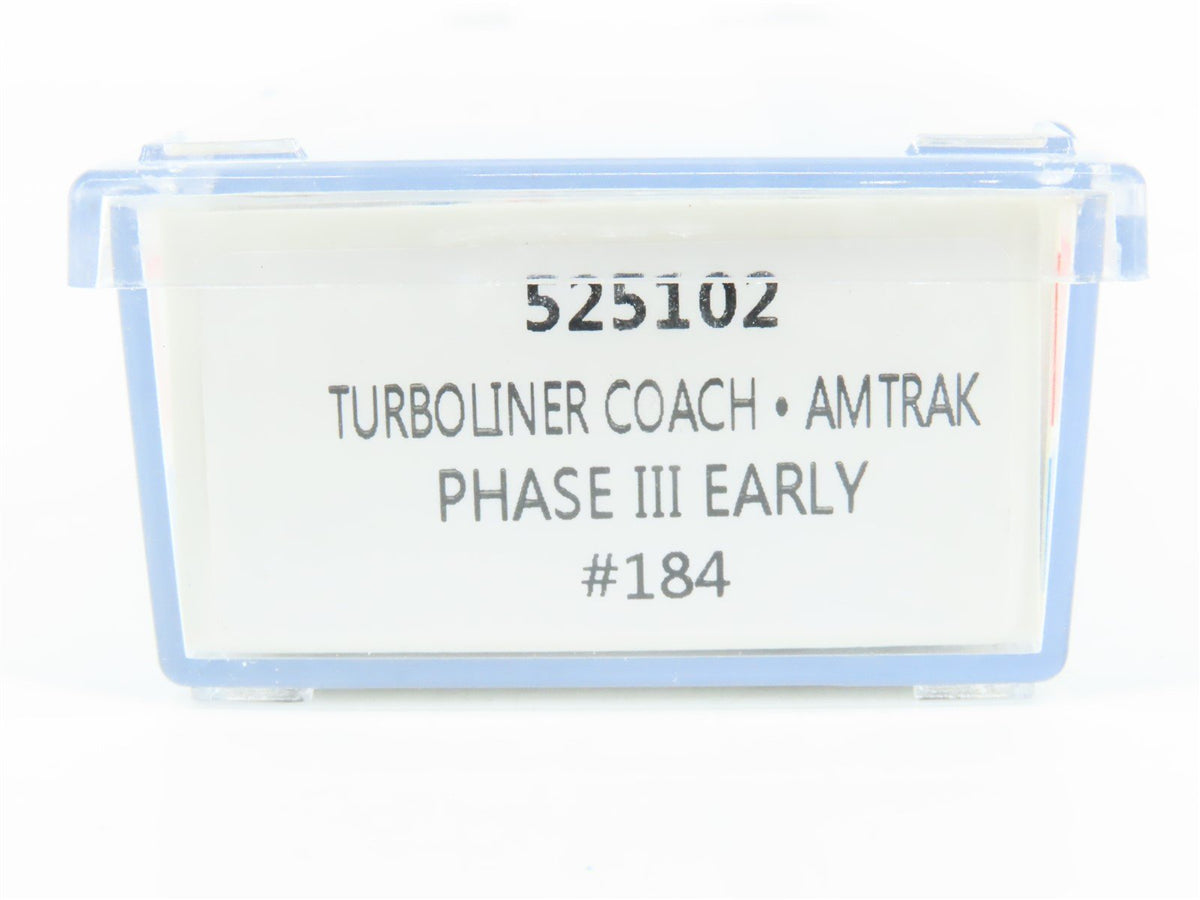 525102
TURBOLINER COACH • AMTRAK
PHASE III EARLY
#184